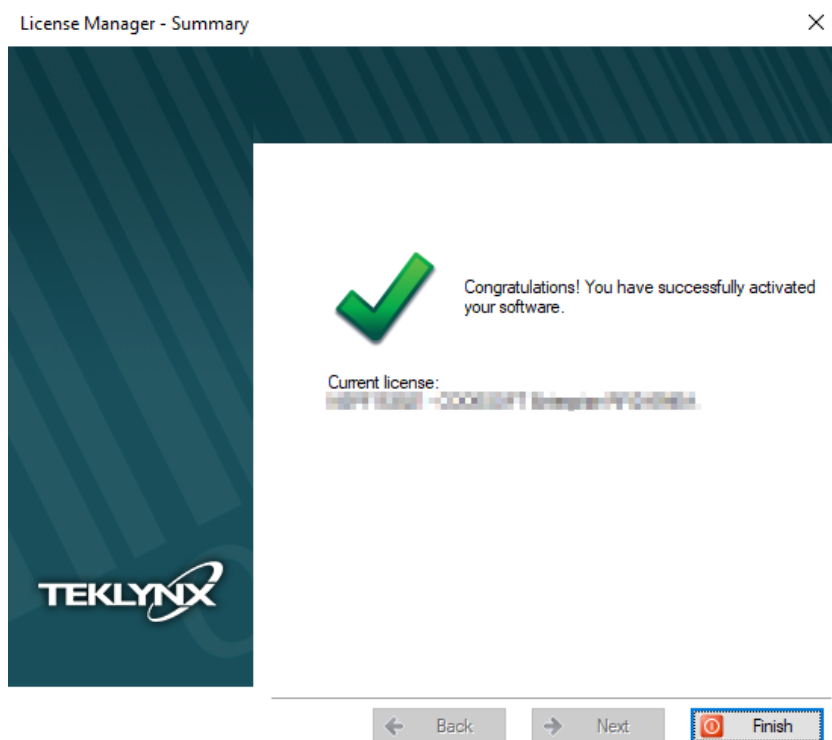 License Manager - Summary
Congratulations! You have successfully activated
your software.
Current license:
TEKLYNX
Back
Next
Finish